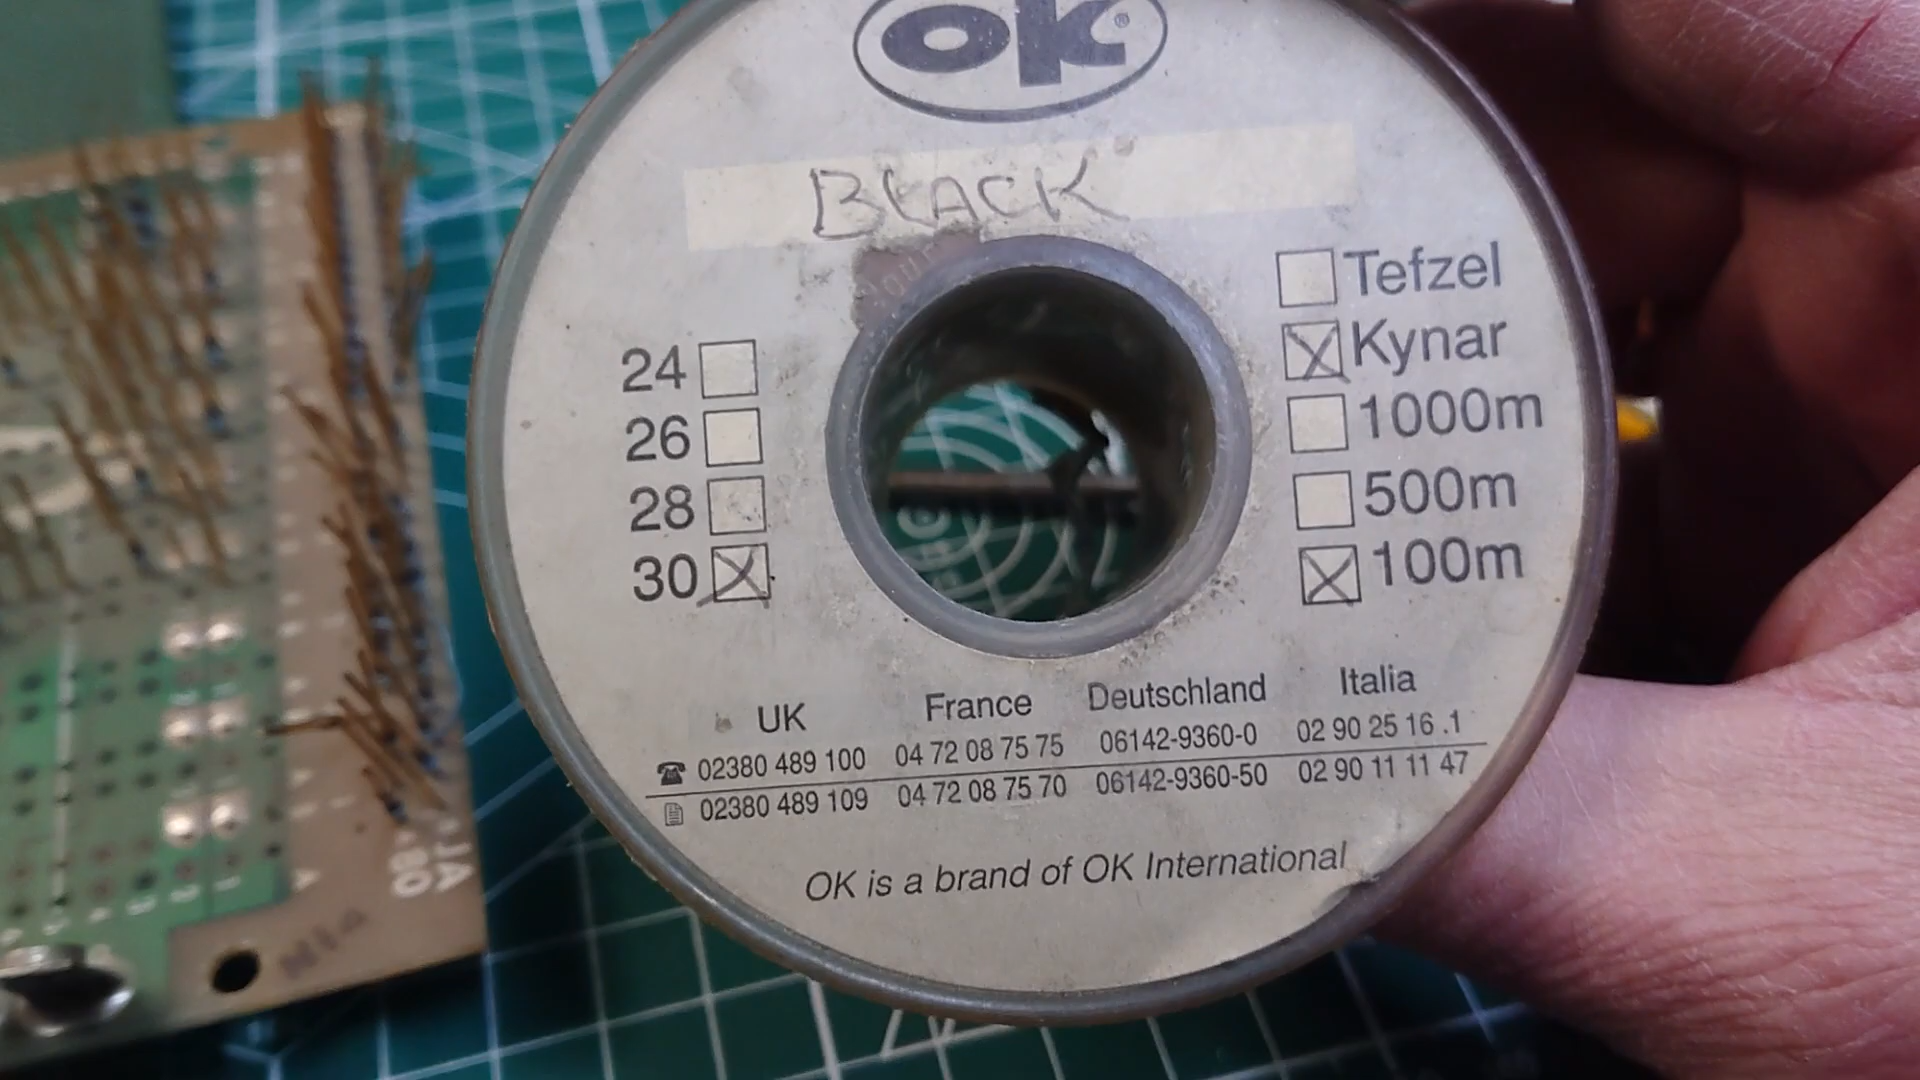 OK®
BLACK
Tefzel
Kynar
1000m
500m
100m
24
26
28
30
UK France Deutschland Italia
02380 489 100 04 72 08 75 75 06142-9360-0 02 90 25 16 .1
02380 489 109 04 72 08 75 70 06142-9360-50 02 90 11 11 47
OK is a brand of OK International
JA
80